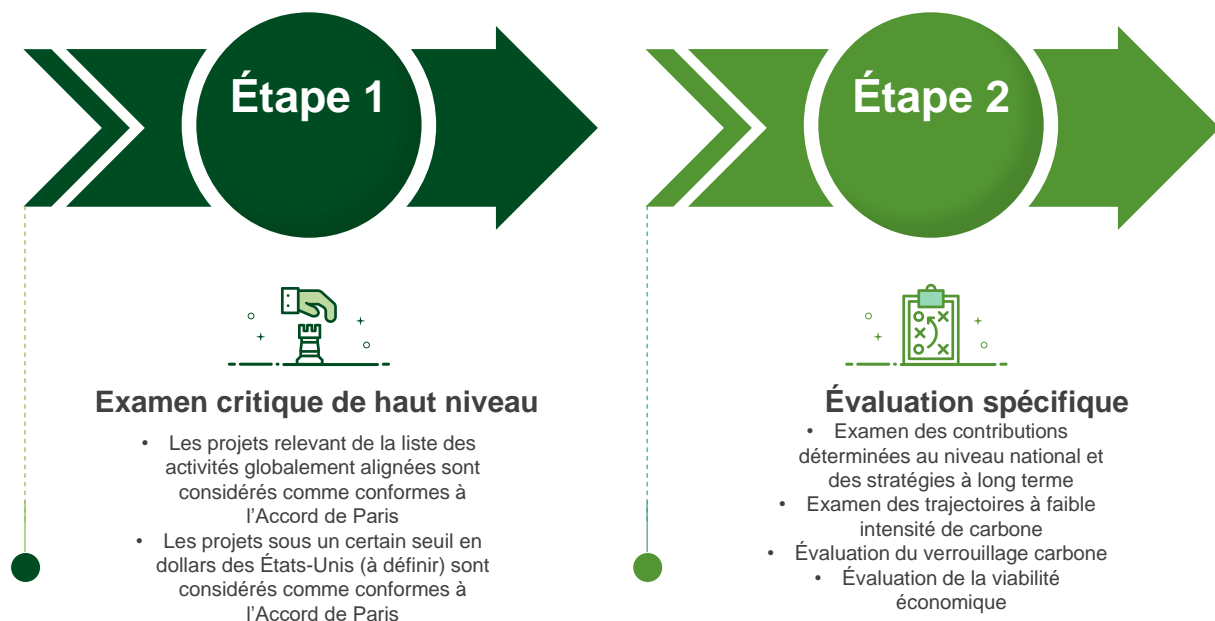 Étape 1
Examen critique de haut niveau
• Les projets relevant de la liste des
activités globalement alignées sont
considérés comme conformes à
l'Accord de Paris
• Les projets sous un certain seuil en
dollars des États-Unis (à définir) sont
considérés comme conformes à
l'Accord de Paris
Étape 2
Évaluation spécifique
• Examen des contributions
déterminées au niveau national et
des stratégies à long terme
• Examen des trajectoires à faible
intensité de carbone
• Évaluation du verrouillage carbone
• Évaluation de la viabilité
économique